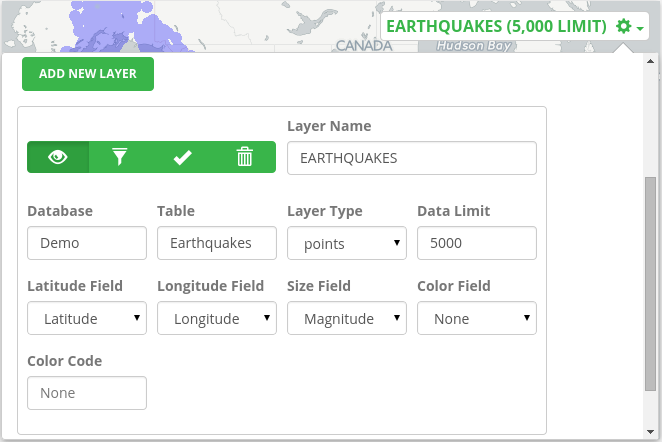 EARTHQUAKES (5,000 LIMIT)
CANADA
Hudson Bay
ADD NEW LAYER
Layer Name
EARTHQUAKES
Database Table Layer Type Data Limit
Demo Earthquakes points 5000
Latitude Field Longitude Field Size Field Color Field
Latitude Longitude Magnitude None
Color Code
None